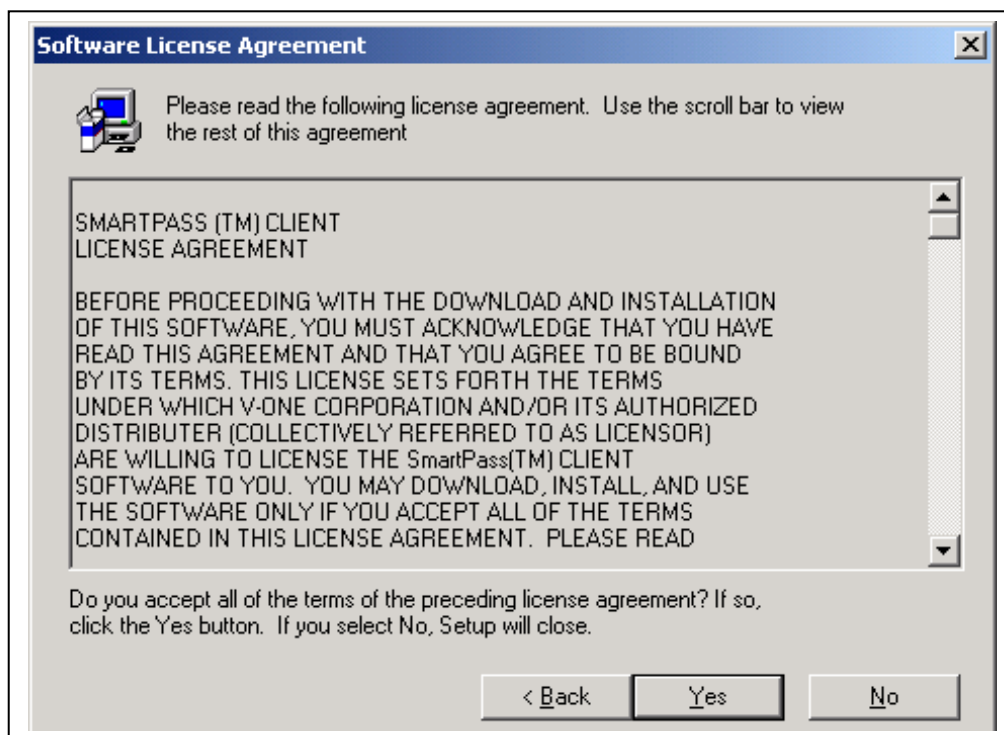 Software License Agreement
Please read the following license agreement.  Use the scroll bar to view
the rest of this agreement
SMARTPASS (TM) CLIENT
LICENSE AGREEMENT
BEFORE PROCEEDING WITH THE DOWNLOAD AND INSTALLATION
OF THIS SOFTWARE, YOU MUST ACKNOWLEDGE THAT YOU HAVE
READ THIS AGREEMENT AND THAT YOU AGREE TO BE BOUND
BY ITS TERMS. THIS LICENSE SETS FORTH THE TERMS
UNDER WHICH V-ONE CORPORATION AND/OR ITS AUTHORIZED
DISTRIBUTER (COLLECTIVELY REFERRED TO AS LICENSOR)
ARE WILLING TO LICENSE THE SmartPass(TM) CLIENT
SOFTWARE TO YOU.  YOU MAY DOWNLOAD, INSTALL, AND USE
THE SOFTWARE ONLY IF YOU ACCEPT ALL OF THE TERMS
CONTAINED IN THIS LICENSE AGREEMENT.  PLEASE READ
Do you accept all of the terms of the preceding license agreement? If so,
click the Yes button.  If you select No, Setup will close.
< Back
Yes
No